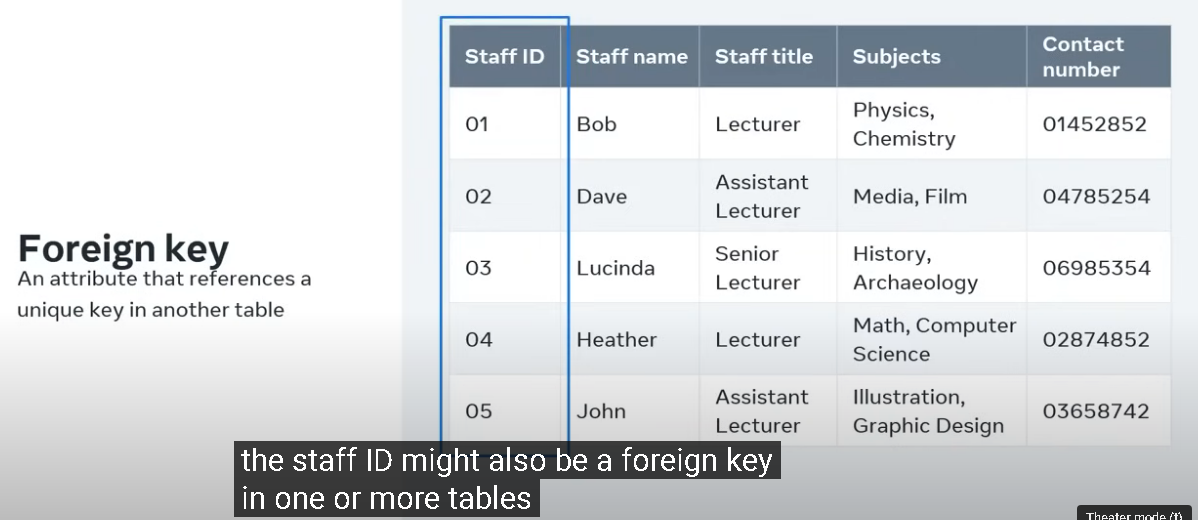 Foreign key
An attribute that references a
unique key in another table
Staff ID Staff name Staff title Subjects Contact number
01 Bob Lecturer Physics, Chemistry 01452852
02 Dave Assistant Lecturer Media, Film 04785254
03 Lucinda Senior Lecturer History, Archaeology 06985354
04 Heather Lecturer Math, Computer Science 02874852
05 John Assistant Lecturer Illustration, Graphic Design 03658742
the staff ID might also be a foreign key
in one or more tables
Theater mode (t)